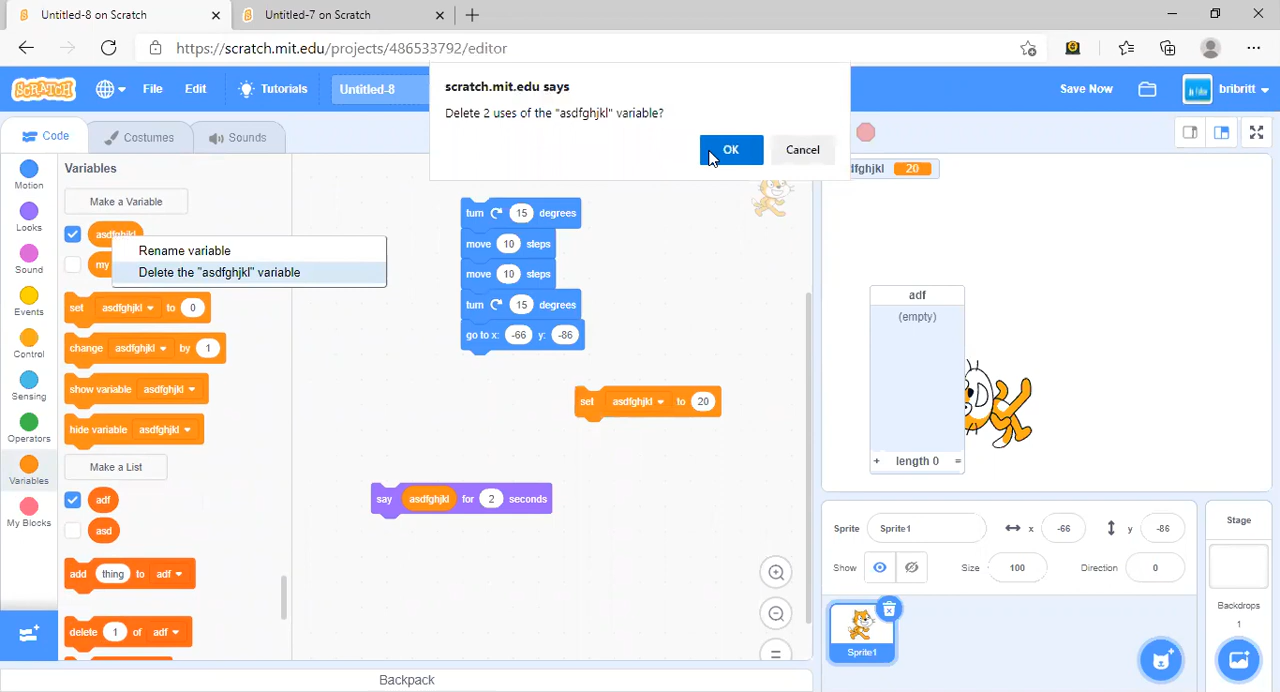 Untitled-8 on Scratch
Untitled-7 on Scratch
https://scratch.mit.edu/projects/486533792/editor
SCRATCH
File
Edit
Tutorials
Untitled-8
Save Now
bribritt
scratch.mit.edu says
Delete 2 uses of the "asdfghjkl" variable?
OK
Cancel
Code
Costumes
Sounds
Motion
Looks
Sound
Events
Control
Sensing
Operators
Variables
My Blocks
Variables
Make a Variable
asdfghjkl
Rename variable
my
Delete the "asdfghjkl" variable
set asdfghjkl to 0
change asdfghjkl by 1
show variable asdfghjkl
hide variable asdfghjkl
Make a List
adf
asd
add thing to adf
delete 1 of adf
turn 15 degrees
move 10 steps
move 10 steps
turn 15 degrees
go to x: -66 y: -86
set asdfghjkl to 20
say asdfghjkl for 2 seconds
Backpack
fghjkl 20
adf
(empty)
+ length 0 =
Sprite Sprite1 x -66 y -86
Show Size 100 Direction 0
Sprite1
Stage
Backdrops
1